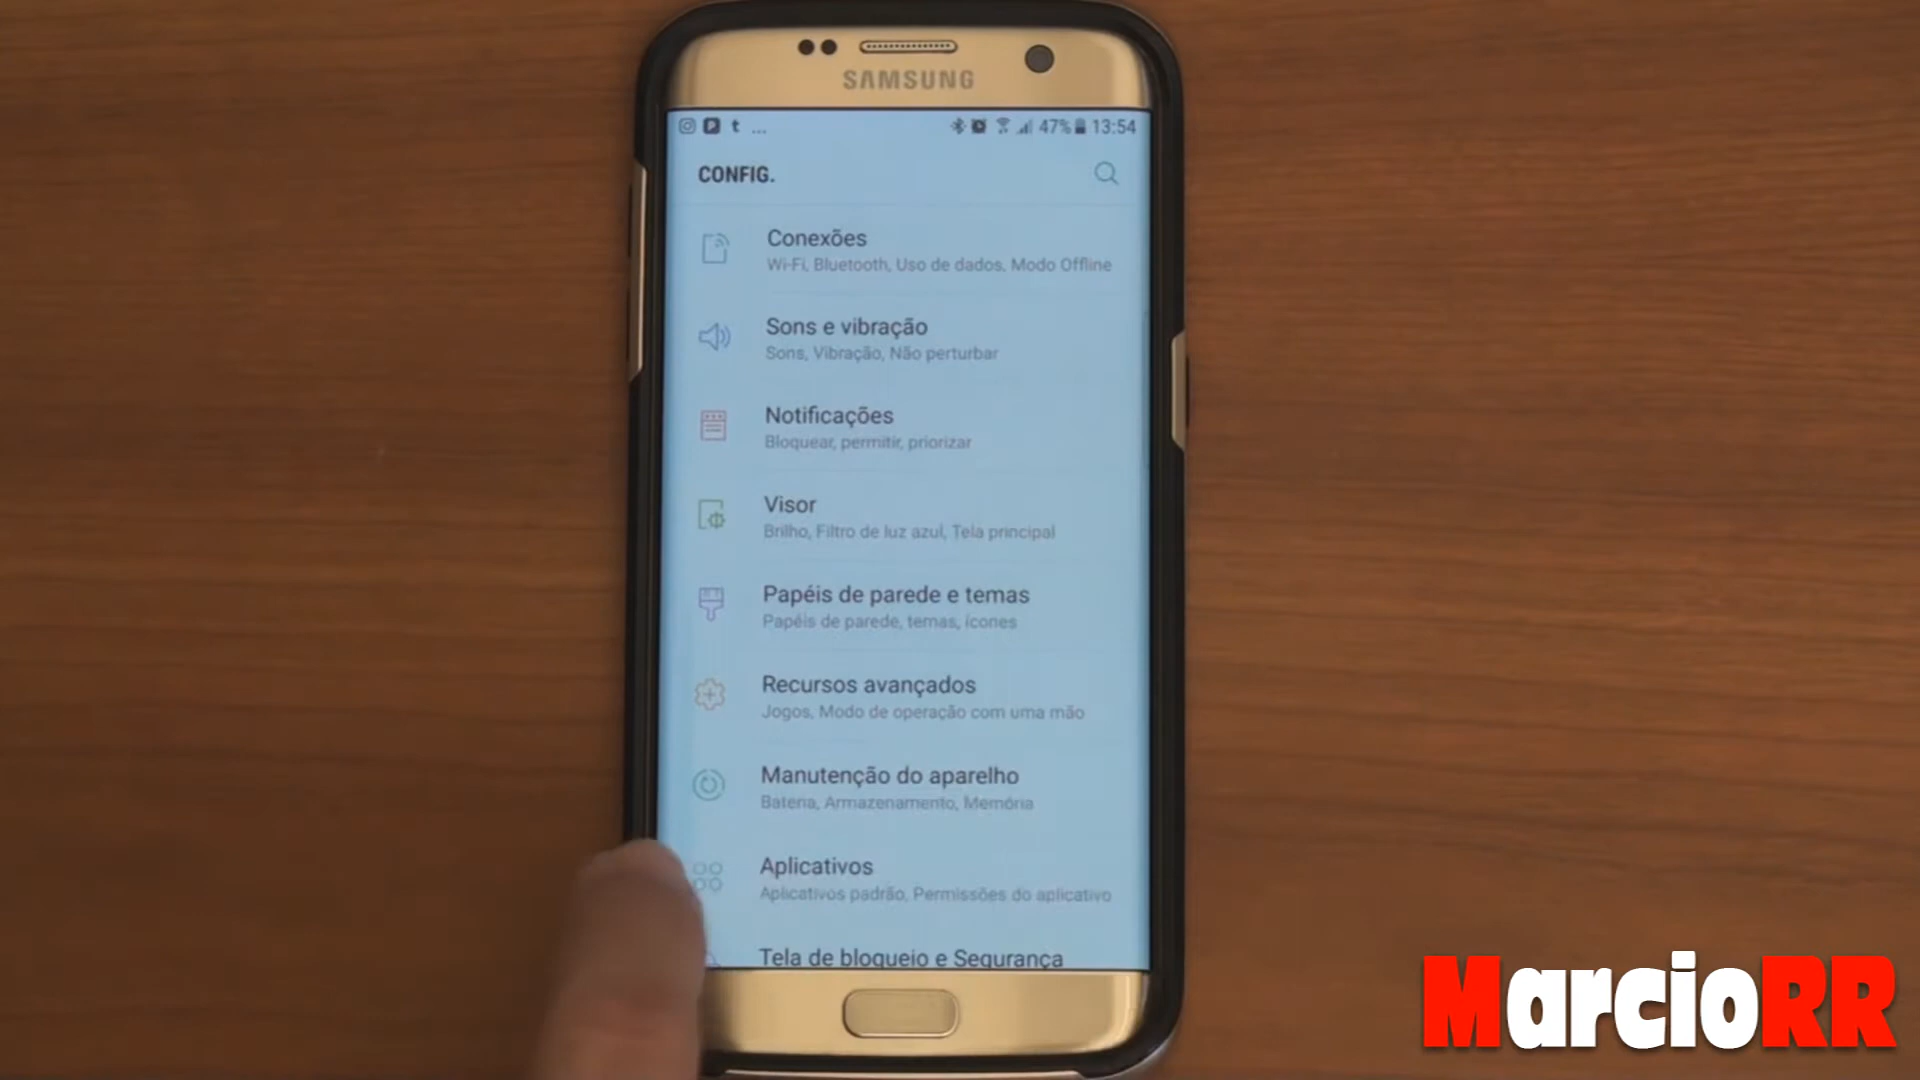 SAMSUNG
t ... 47% 13:54
CONFIG.
Conexões
Wi-Fi, Bluetooth, Uso de dados, Modo Offline
Sons e vibração
Sons, Vibração, Não perturbar
Notificações
Bloquear, permitir, priorizar
Visor
Brilho, Filtro de luz azul, Tela principal
Papéis de parede e temas
Papéis de parede, temas, ícones
Recursos avançados
Jogos, Modo de operação com uma mão
Manutenção do aparelho
Bateria, Armazenamento, Memória
Aplicativos
Aplicativos padrão, Permissões do aplicativo
Tela de bloqueio e Segurança
MarcioRR